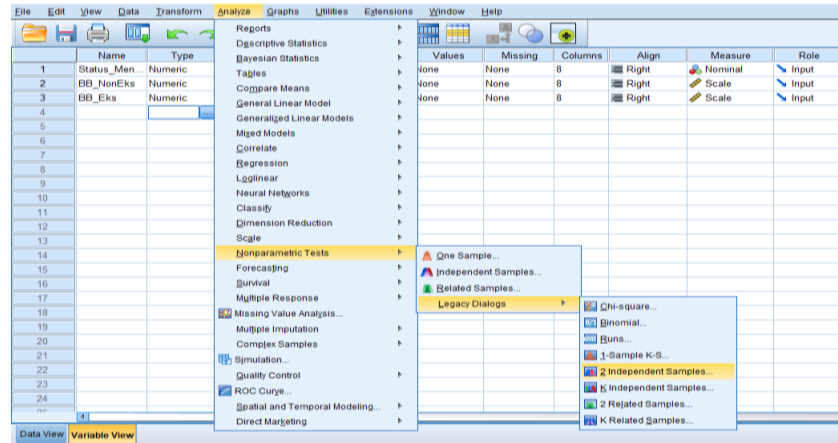 File Edit View Data Transform Analyze Graphs Utilities Extensions Window Help
Name Type Values Missing Columns Align Measure Role
1 Status_Men... Numeric None None 8 Right Nominal Input
2 BB_NonEks Numeric None None 8 Right Scale Input
3 BB_Eks Numeric None None 8 Right Scale Input
4
5
6
7
8
9
10
11
12
13
14
15
16
17
18
19
20
21
22
23
24
Reports
Descriptive Statistics
Bayesian Statistics
Tables
Compare Means
General Linear Model
Generalized Linear Models
Mixed Models
Correlate
Regression
Loglinear
Neural Networks
Classify
Dimension Reduction
Scale
Nonparametric Tests
Forecasting
Survival
Multiple Response
Missing Value Analysis...
Multiple Imputation
Complex Samples
Simulation...
Quality Control
ROC Curve...
Spatial and Temporal Modeling...
Direct Marketing
One Sample...
Independent Samples...
Related Samples...
Legacy Dialogs
Chi-square...
Binomial...
Runs...
1-Sample K-S...
2 Independent Samples...
K Independent Samples...
2 Related Samples...
K Related Samples...
Data View Variable View